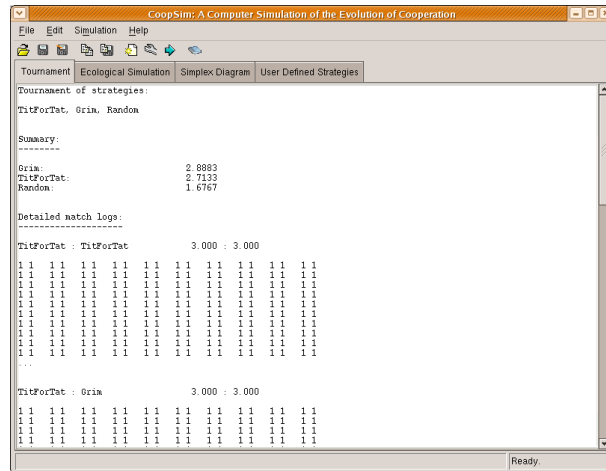 CoopSim: A Computer Simulation of the Evolution of Cooperation
File Edit Simulation Help
Tournament Ecological Simulation Simplex Diagram User Defined Strategies
Tournament of strategies:
TitForTat, Grim, Random
Summary:
--------
Grim: 2.8883
TitForTat: 2.7133
Random: 1.6767
Detailed match logs:
--------------------
TitForTat : TitForTat 3.000 : 3.000
1 1 1 1 1 1 1 1 1 1 1 1 1 1 1 1 1 1 1 1
1 1 1 1 1 1 1 1 1 1 1 1 1 1 1 1 1 1 1 1
1 1 1 1 1 1 1 1 1 1 1 1 1 1 1 1 1 1 1 1
1 1 1 1 1 1 1 1 1 1 1 1 1 1 1 1 1 1 1 1
1 1 1 1 1 1 1 1 1 1 1 1 1 1 1 1 1 1 1 1
1 1 1 1 1 1 1 1 1 1 1 1 1 1 1 1 1 1 1 1
1 1 1 1 1 1 1 1 1 1 1 1 1 1 1 1 1 1 1 1
1 1 1 1 1 1 1 1 1 1 1 1 1 1 1 1 1 1 1 1
1 1 1 1 1 1 1 1 1 1 1 1 1 1 1 1 1 1 1 1
1 1 1 1 1 1 1 1 1 1 1 1 1 1 1 1 1 1 1 1
...
TitForTat : Grim 3.000 : 3.000
1 1 1 1 1 1 1 1 1 1 1 1 1 1 1 1 1 1 1 1
1 1 1 1 1 1 1 1 1 1 1 1 1 1 1 1 1 1 1 1
1 1 1 1 1 1 1 1 1 1 1 1 1 1 1 1 1 1 1 1
1 1 1 1 1 1 1 1 1 1 1 1 1 1 1 1 1 1 1 1
Ready.